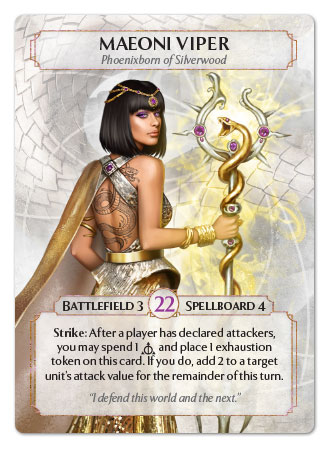 MAEONI VIPER
Phoenixborn of Silverwood
BATTLEFIELD 3 22 SPELLBOARD 4
Strike: After a player has declared attackers,
you may spend 1 and place 1 exhaustion
token on this card. If you do, add 2 to a target
unit's attack value for the remainder of this turn.
"I defend this world and the next."